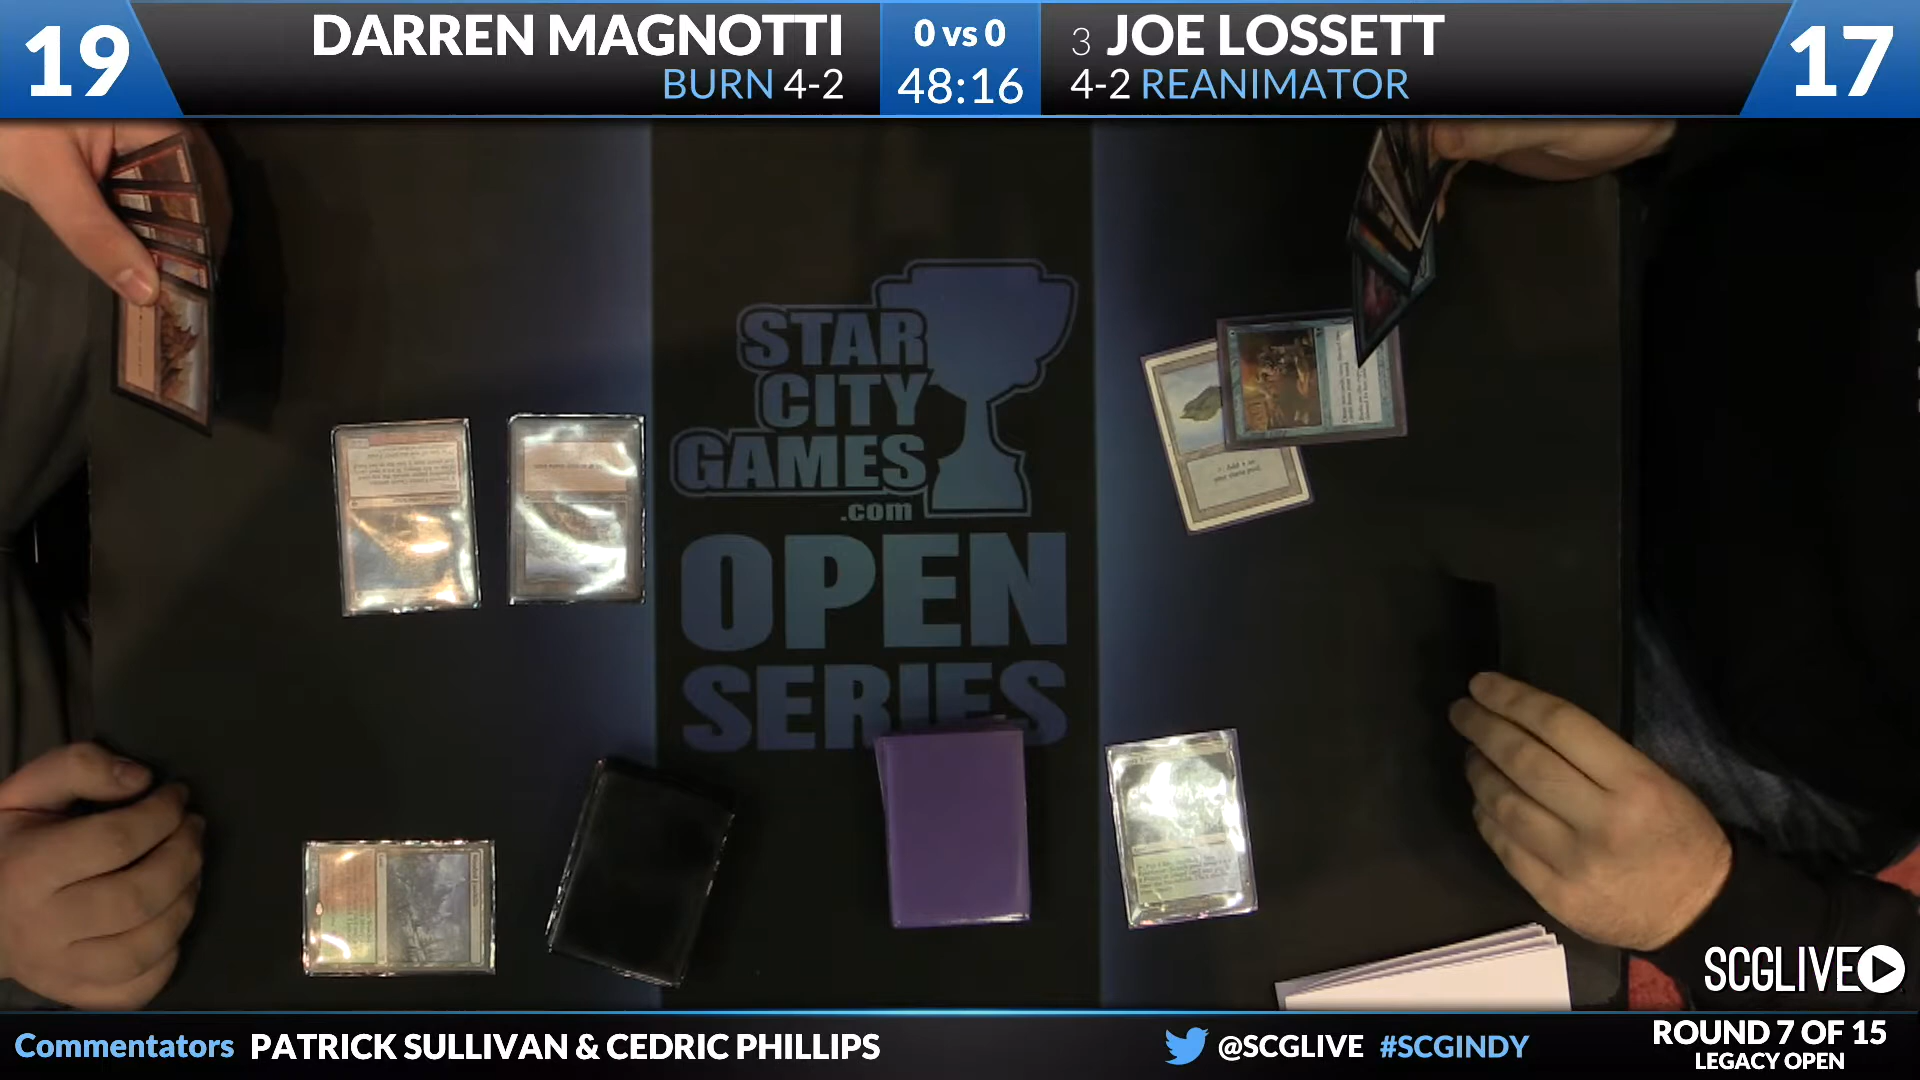 19
DARREN MAGNOTTI
BURN 4-2
0 vs 0
48:16
3 JOE LOSSETT
4-2 REANIMATOR
17
STAR
CITY
GAMES
.com
OPEN
SERIES
SCGLIVE
Commentators PATRICK SULLIVAN & CEDRIC PHILLIPS
@SCGLIVE #SCGINDY
ROUND 7 OF 15
LEGACY OPEN